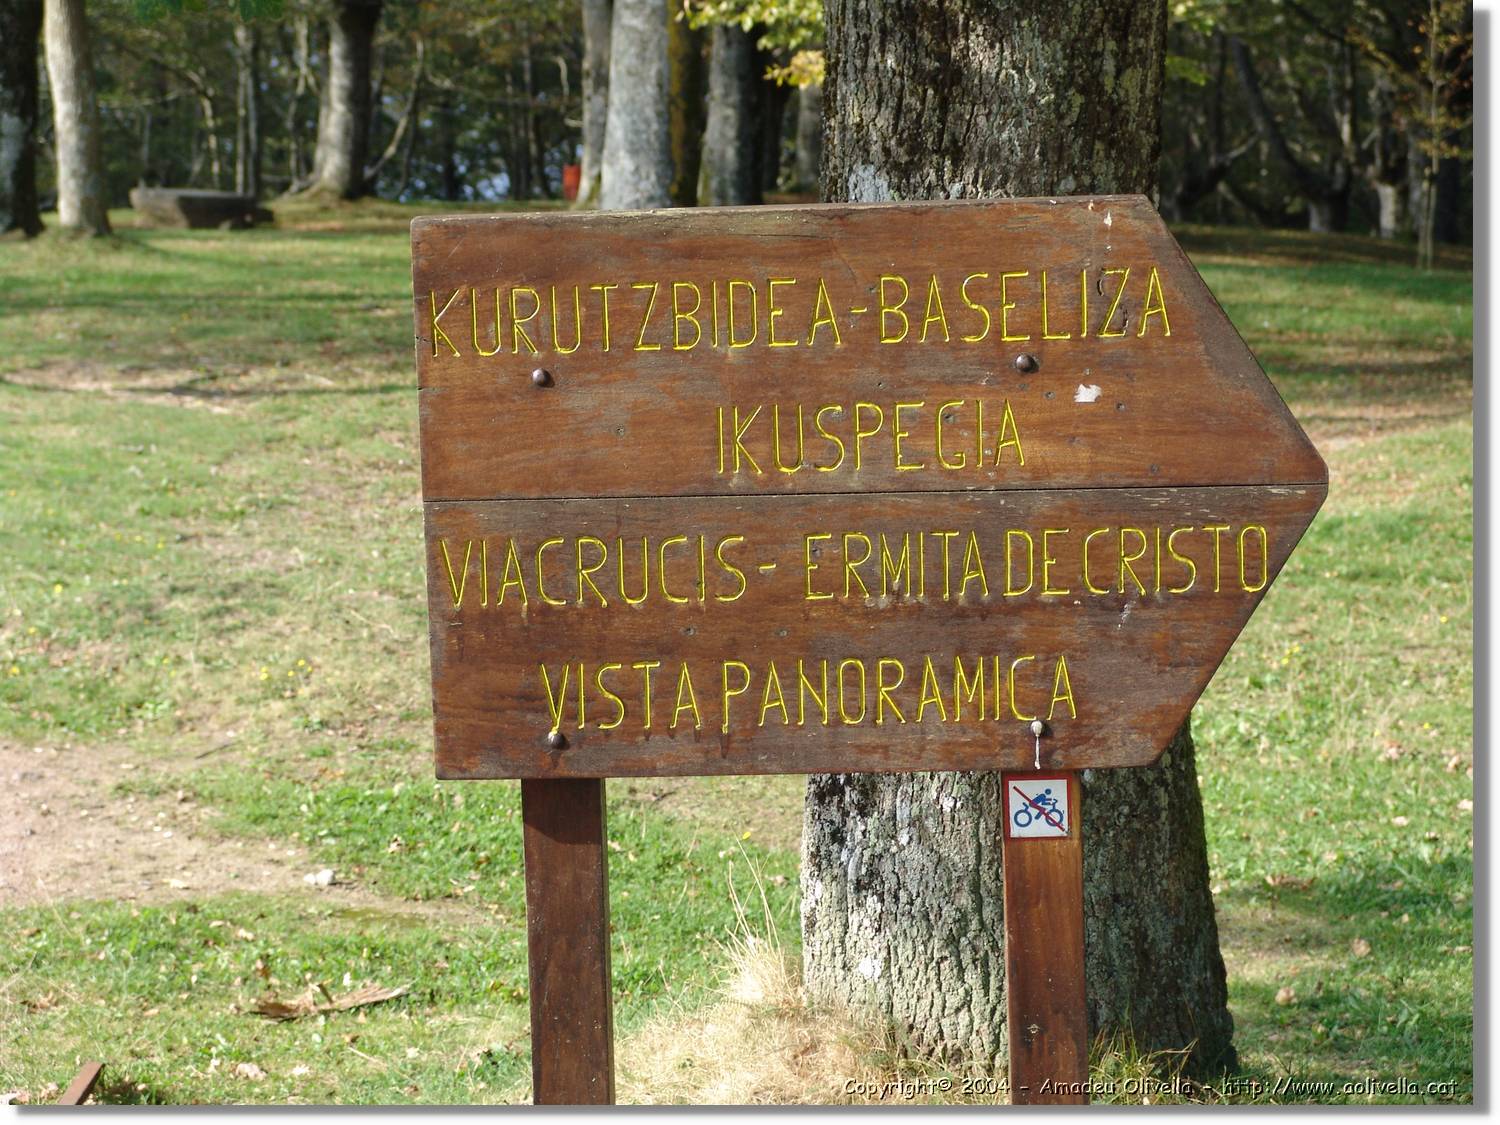 KURUTZBIDEA-BASELIZA
IKUSPEGIA
VIACRUCIS - ERMITA DE CRISTO
VISTA PANORAMICA
Copyright© 2004 - Amadeu Olivella - http://www.aolivella.cat